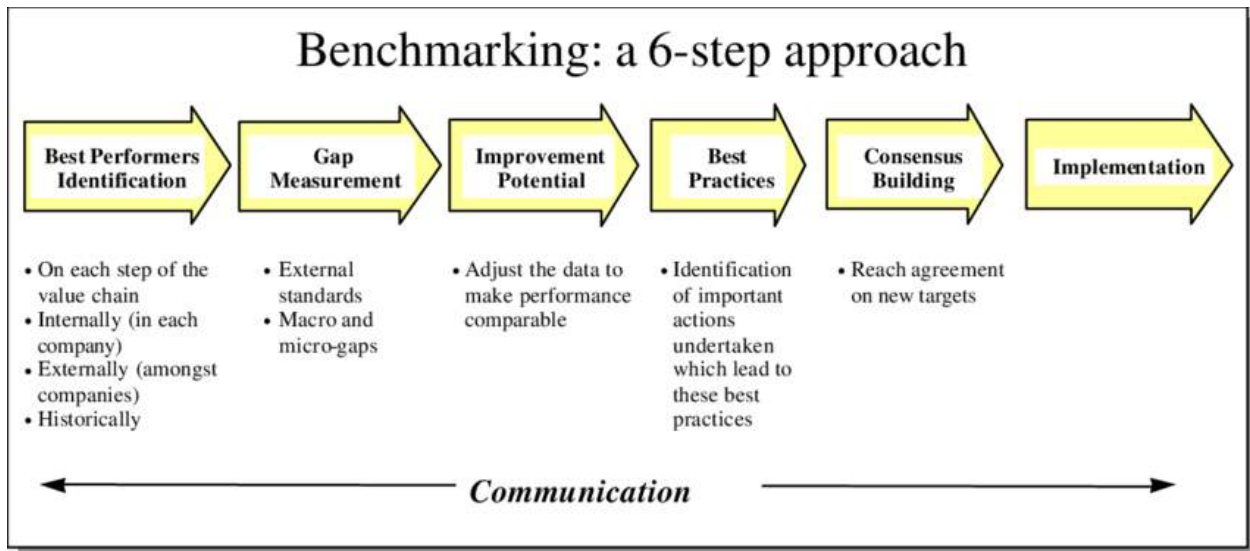 Benchmarking: a 6-step approach
Best Performers
Identification
Gap
Measurement
Improvement
Potential
Best
Practices
Consensus
Building
Implementation
• On each step of the
value chain
• Internally (in each
company)
• Externally (amongst
companies)
• Historically
• External
standards
• Macro and
micro-gaps
• Adjust the data to
make performance
comparable
• Identification
of important
actions
undertaken
which lead to
these best
practices
• Reach agreement
on new targets
Communication